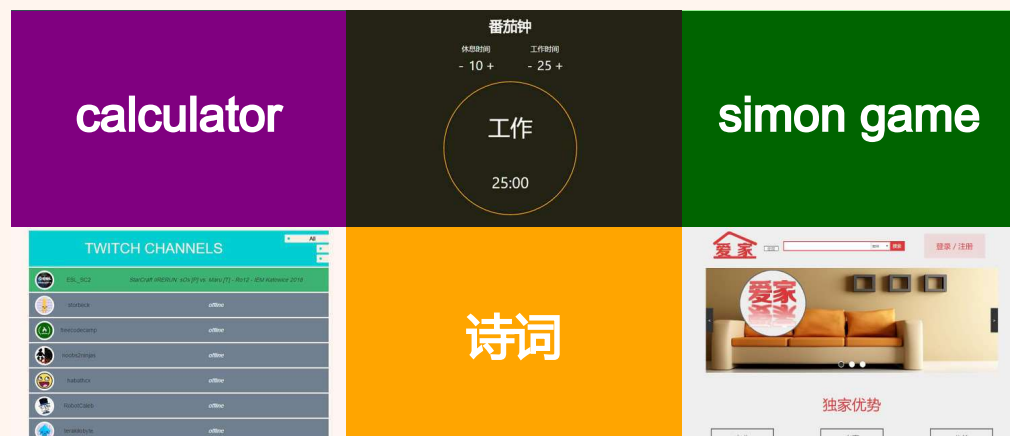 calculator
番茄钟
休息时间 工作时间
- 10 + - 25 +
工作
25:00
simon game
TWITCH CHANNELS
All
ESL_SC2
offline
freecodecamp
offline
offline
offline
RobotCaleb
offline
offline
诗词
爱家
登录 / 注册
爱家
独家优势